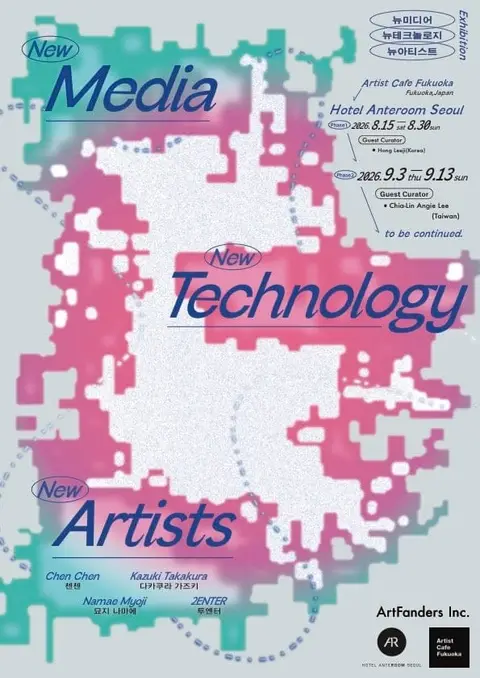 New
Media
뉴미디어
뉴테크놀로지
뉴아티스트
Exhibition
Artist Cafe Fukuoka
Fukuoka,Japan
Hotel Anteroom Seoul
Phase1 2026. 8.15 sat — 8.30 sun
Guest Curator
• Hong Leeji(Korea)
Phase2 2026. 9.3 thu — 9.13 sun
Guest Curator
• Chia-Lin Angie Lee
(Taiwan)
to be continued.
New
Technology
New
Artists
Chen Chen
첸첸
Kazuki Takakura
다카쿠라 가즈키
Namae Myoji
묘지 나마에
2ENTER
투엔터
ArtFanders Inc.
AR
HOTEL ANTEROOM SEOUL
Artist
Cafe
Fukuoka